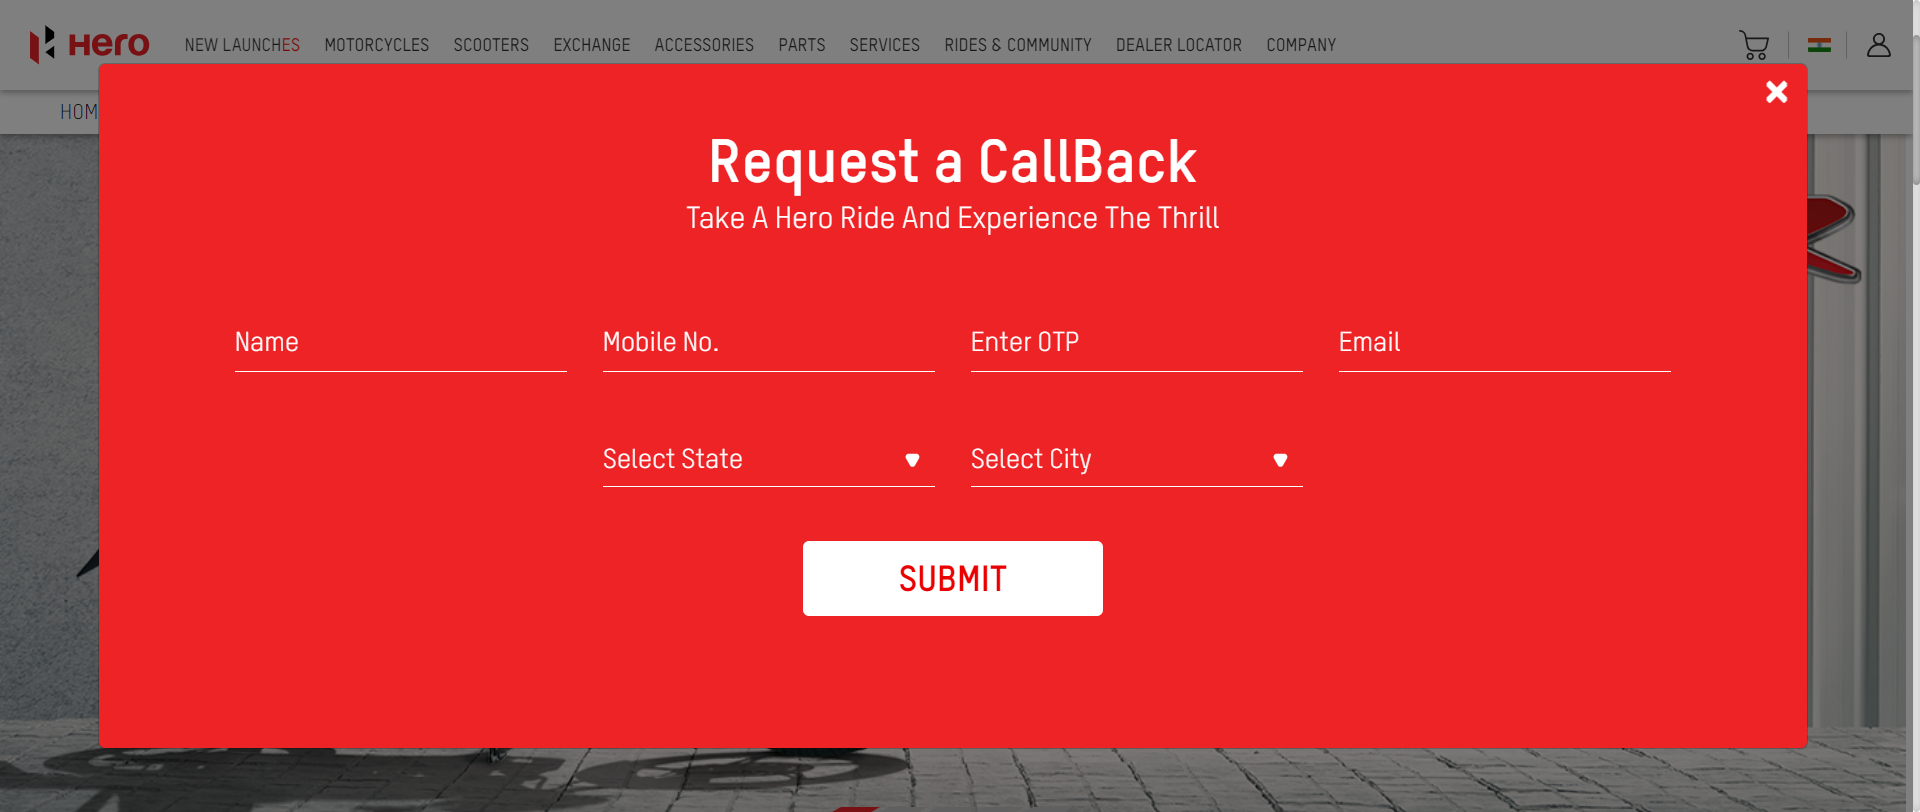 Hero
NEW LAUNCHES MOTORCYCLES SCOOTERS EXCHANGE ACCESSORIES PARTS SERVICES RIDES & COMMUNITY DEALER LOCATOR COMPANY
HOM
Request a CallBack
Take A Hero Ride And Experience The Thrill
Name Mobile No. Enter OTP Email
Select State Select City
SUBMIT